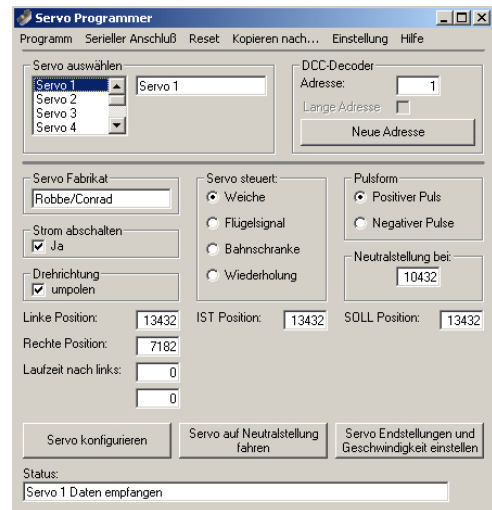 Servo Programmer
Programm Serieller Anschluß Reset Kopieren nach... Einstellung Hilfe
Servo auswählen
Servo 1
Servo 2
Servo 3
Servo 4
Servo 1
DCC-Decoder
Adresse: 1
Lange Adresse
Neue Adresse
Servo Fabrikat
Robbe/Conrad
Strom abschalten
Ja
Drehrichtung
umpolen
Servo steuert:
Weiche
Flügelsignal
Bahnschranke
Wiederholung
Pulsform
Positiver Puls
Negativer Pulse
Neutralstellung bei:
10432
Linke Position: 13432 IST Position: 13432 SOLL Position: 13432
Rechte Position: 7182
Laufzeit nach links: 0
0
Servo konfigurieren
Servo auf Neutralstellung
fahren
Servo Endstellungen und
Geschwindigkeit einstellen
Status:
Servo 1 Daten empfangen